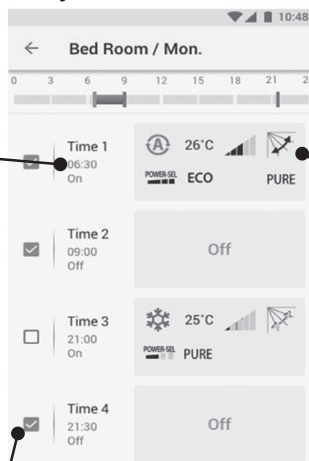 10:48
Bed Room / Mon.
0 3 6 9 12 15 18 21 2
Time 1
06:30
On
A 26°C
POWER-SEL ECO PURE
Time 2
09:00
Off
Off
Time 3
21:00
On
25°C
POWER-SEL PURE
Time 4
21:30
Off
Off